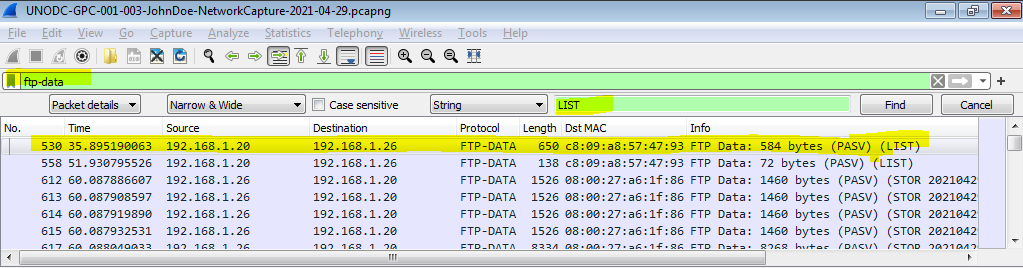 UNODC-GPC-001-003-JohnDoe-NetworkCapture-2021-04-29.pcapng
File Edit View Go Capture Analyze Statistics Telephony Wireless Tools Help
ftp-data
Packet details Narrow & Wide Case sensitive String LIST Find Cancel
No. Time Source Destination Protocol Length Dst MAC Info
530 35.895190063 192.168.1.20 192.168.1.26 FTP-DATA 650 c8:09:a8:57:47:93 FTP Data: 584 bytes (PASV) (LIST)
558 51.930795526 192.168.1.20 192.168.1.26 FTP-DATA 138 c8:09:a8:57:47:93 FTP Data: 72 bytes (PASV) (LIST)
612 60.087886607 192.168.1.26 192.168.1.20 FTP-DATA 1526 08:00:27:a6:1f:86 FTP Data: 1460 bytes (PASV) (STOR 2021042
613 60.087908597 192.168.1.26 192.168.1.20 FTP-DATA 1526 08:00:27:a6:1f:86 FTP Data: 1460 bytes (PASV) (STOR 2021042
614 60.087919890 192.168.1.26 192.168.1.20 FTP-DATA 1526 08:00:27:a6:1f:86 FTP Data: 1460 bytes (PASV) (STOR 2021042
615 60.087932531 192.168.1.26 192.168.1.20 FTP-DATA 1526 08:00:27:a6:1f:86 FTP Data: 1460 bytes (PASV) (STOR 2021042
617 60.088049033 192.168.1.26 192.168.1.20 FTP-DATA 8334 08:00:27:a6:1f:86 FTP Data: 8268 bytes (PASV) (STOR 2021042